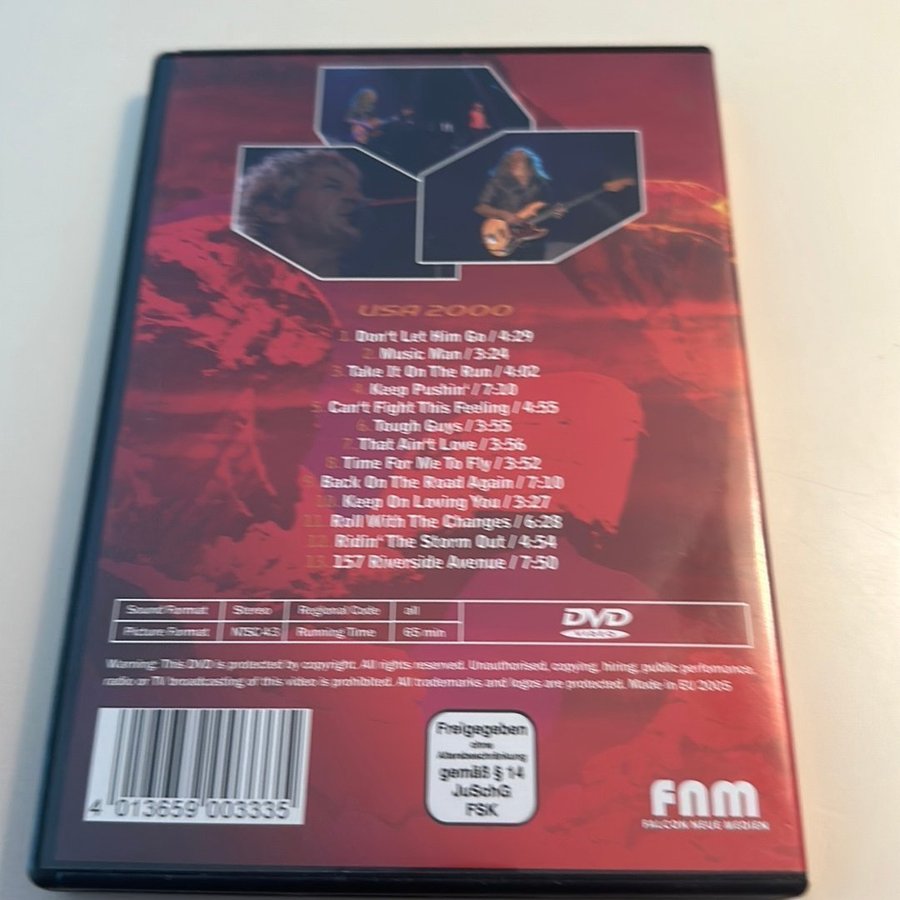 USA 2000
1. Don't Let Him Go / 4:29
2. Music Man / 3:24
3. Take It On The Run / 4:02
4. Keep Pushin' / 7:10
5. Can't Fight This Feeling / 4:55
6. Tough Guys / 3:55
7. That Ain't Love / 3:56
8. Time For Me To Fly / 3:52
9. Back On The Road Again / 7:10
10. Keep On Loving You / 3:27
11. Roll With The Changes / 6:28
12. Ridin' The Storm Out / 4:54
13. 157 Riverside Avenue / 7:50
Sound Format Stereo Regional Code all
Picture Format NTSC 4:3 Running Time 65 min
DVD
VIDEO
Warning: This DVD is protected by copyright. All rights reserved. Unauthorised, copying, hiring, public performance,
radio or TV broadcasting of this video is prohibited. All trademarks and logos are protected. Made in EU 2005
4 013659 003335
Freigegeben
ohne
Altersbeschränkung
gemäß § 14
JuSchG
FSK
FNM
FALCON NEUE MEDIEN